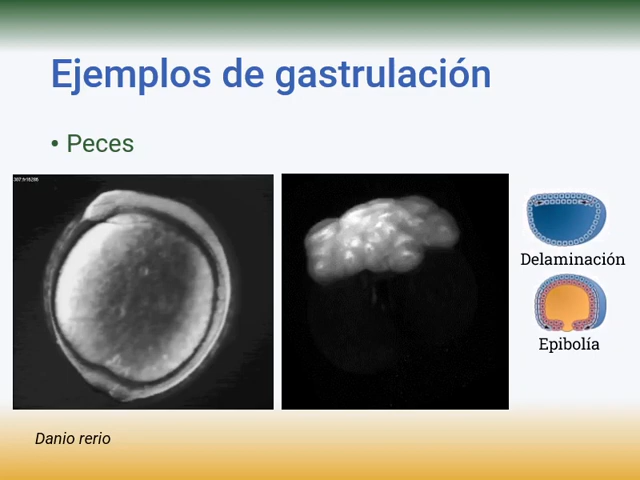 Ejemplos de gastrulación
• Peces
Delaminación
Epibolía
Danio rerio